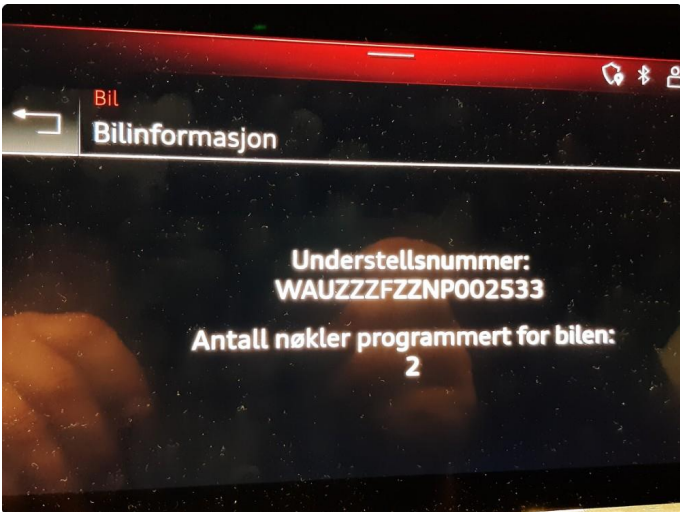 Bil
Bilinformasjon
Understellsnummer:
WAUZZZFZZNP002533
Antall nøkler programmert for bilen:
2